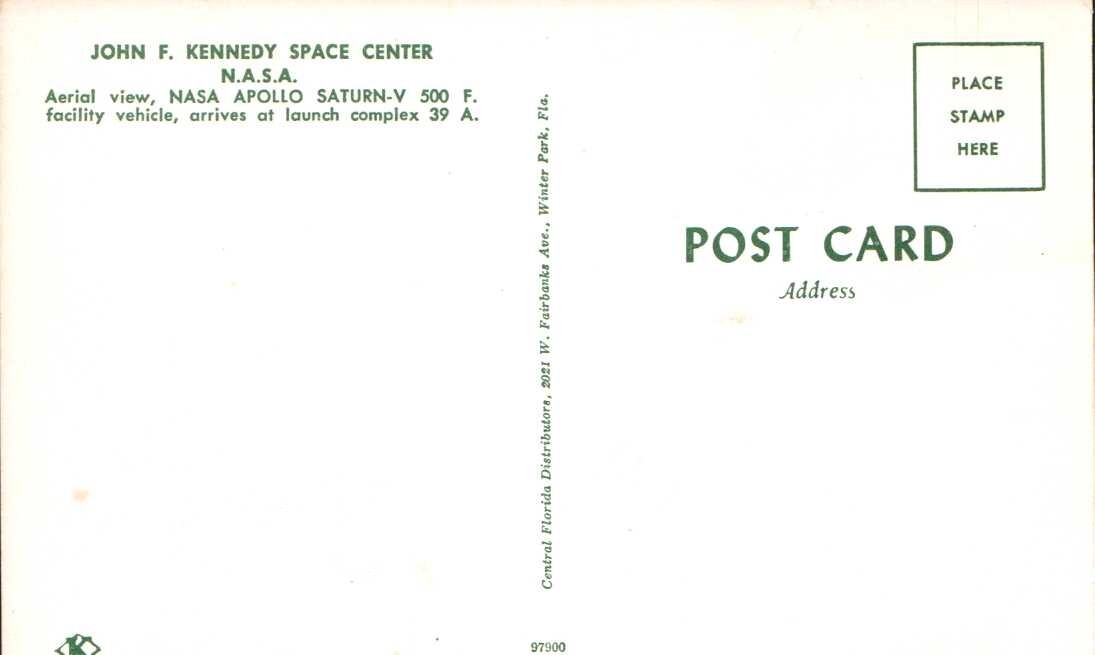 JOHN F. KENNEDY SPACE CENTER
N.A.S.A.
Aerial view, NASA APOLLO SATURN-V 500 F.
facility vehicle, arrives at launch complex 39 A.
Central Florida Distributors, 2021 W. Fairbanks Ave., Winter Park, Fla.
PLACE
STAMP
HERE
POST CARD
Address
K
97900